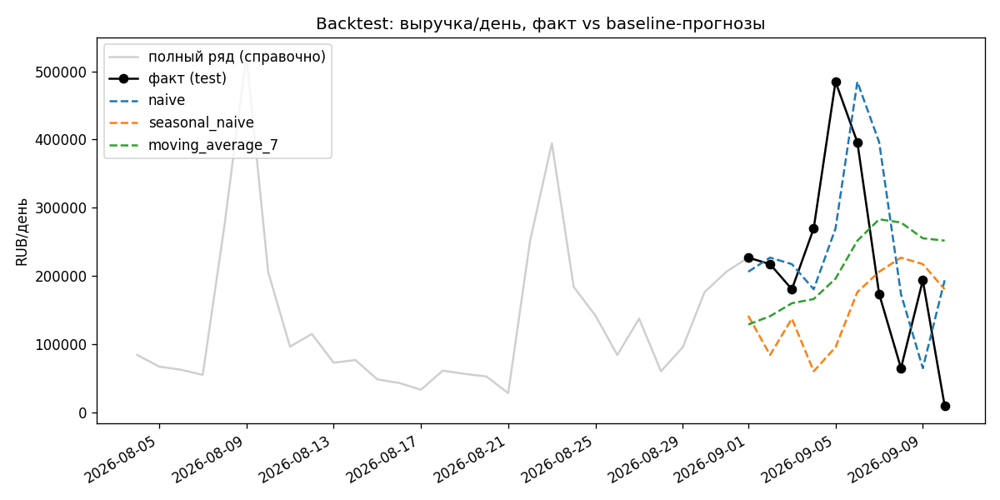 Backtest: выручка/день, факт vs baseline-прогнозы
полный ряд (справочно)
факт (test)
naive
seasonal_naive
moving_average_7
RUB/день
500000
400000
300000
200000
100000
0
2026-08-05
2026-08-09
2026-08-13
2026-08-17
2026-08-21
2026-08-25
2026-08-29
2026-09-01
2026-09-05
2026-09-09